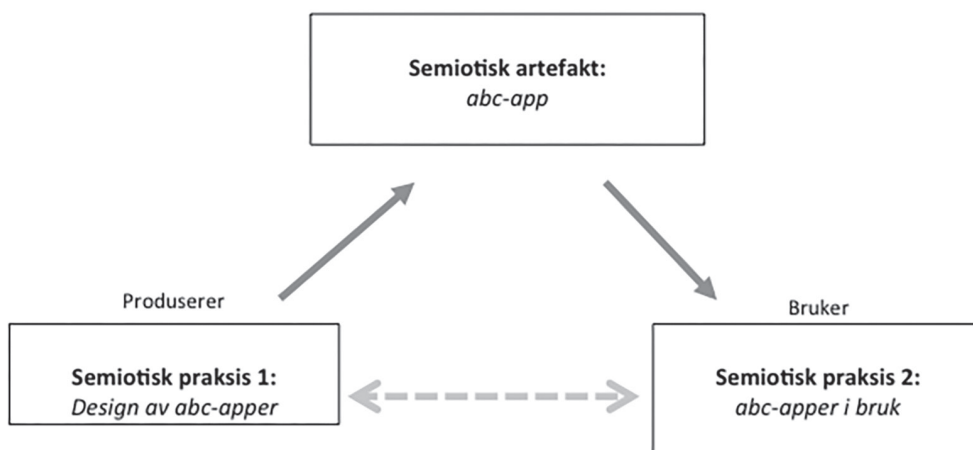 Semiotisk artefakt:
abc-app
Produserer
Semiotisk praksis 1:
Design av abc-apper
Bruker
Semiotisk praksis 2:
abc-apper i bruk